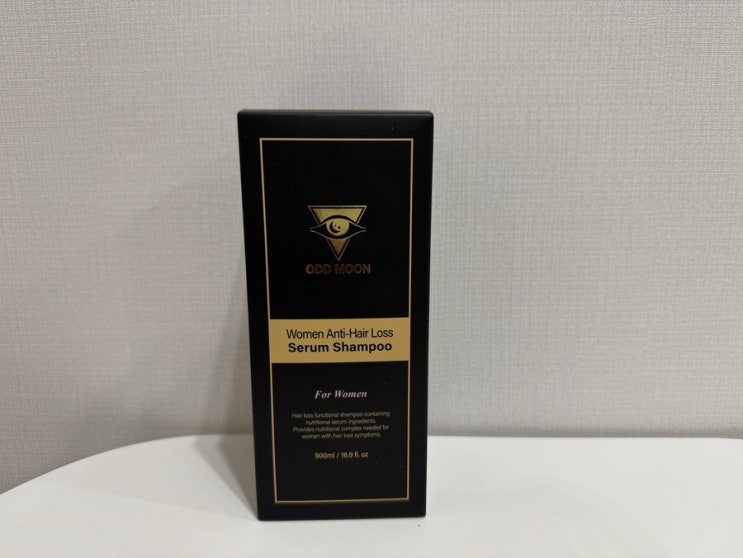 ODD MOON
Women Anti-Hair Loss
Serum Shampoo
For Women
Hair loss functional shampoo containing
nutritional serum ingredients.
Provides nutritional complex needed for
women with hair loss symptoms.
500ml / 16.9 fl. oz